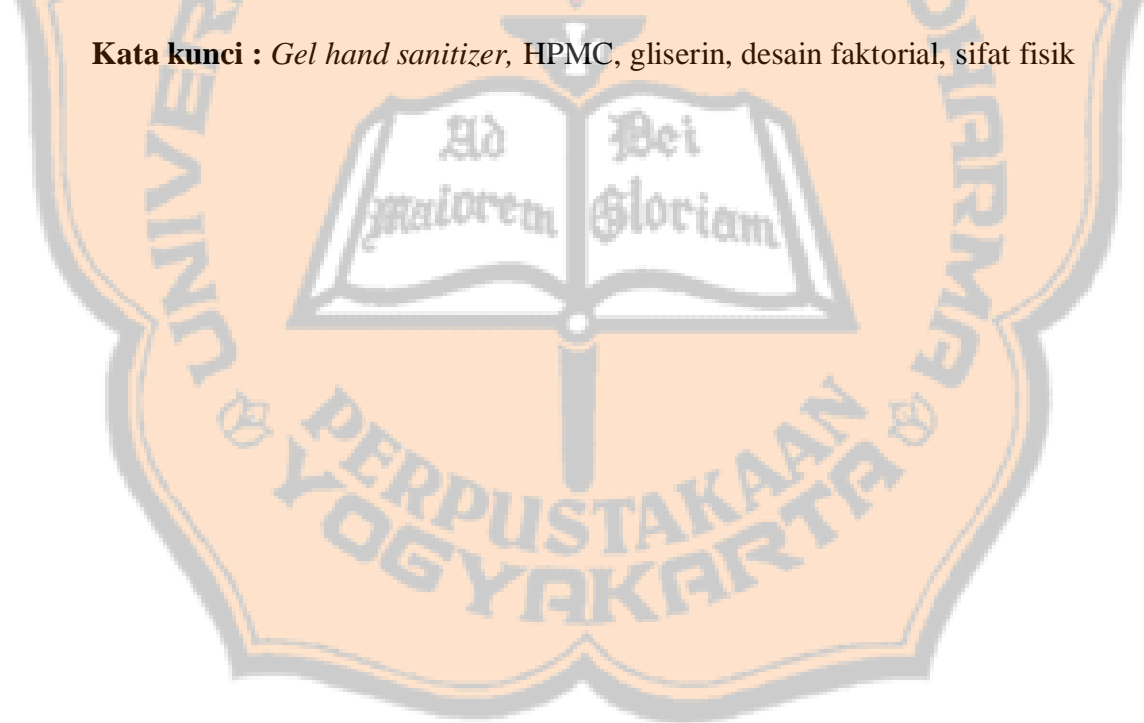 Kata kunci : Gel hand sanitizer, HPMC, gliserin, desain faktorial, sifat fisik
Ad
Dei
maiorem
Gloriam
PERPUSTAKAAN
YOGYAKARTA